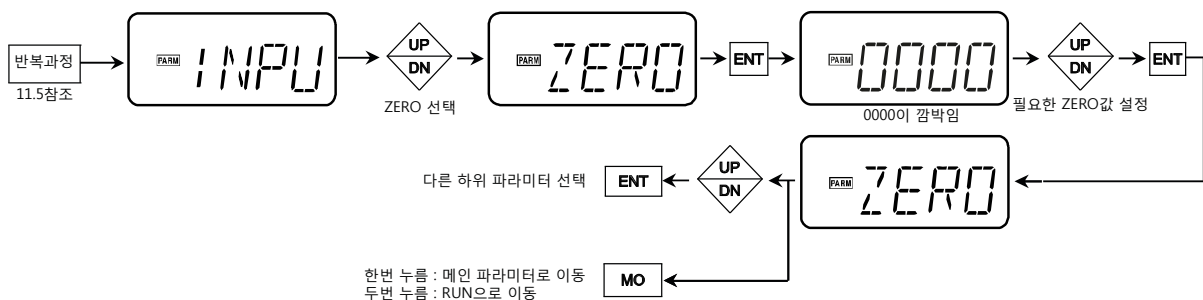 반복과정
11.5참조
PARM INPU
UP
DN
ZERO 선택
PARM ZERO
ENT
PARM 0000
0000이 깜박임
UP
DN
필요한 ZERO값 설정
ENT
PARM ZERO
UP
DN
ENT
다른 하위 파라미터 선택
한번 누름 : 메인 파라미터로 이동
두번 누름 : RUN으로 이동
MO